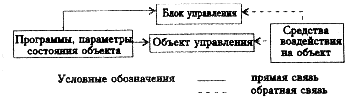 Блок управления
Программы, параметры
состояния объекта
Объект управления
Средства
воздействия
на объект
Условные обозначения
прямая связь
обратная связь